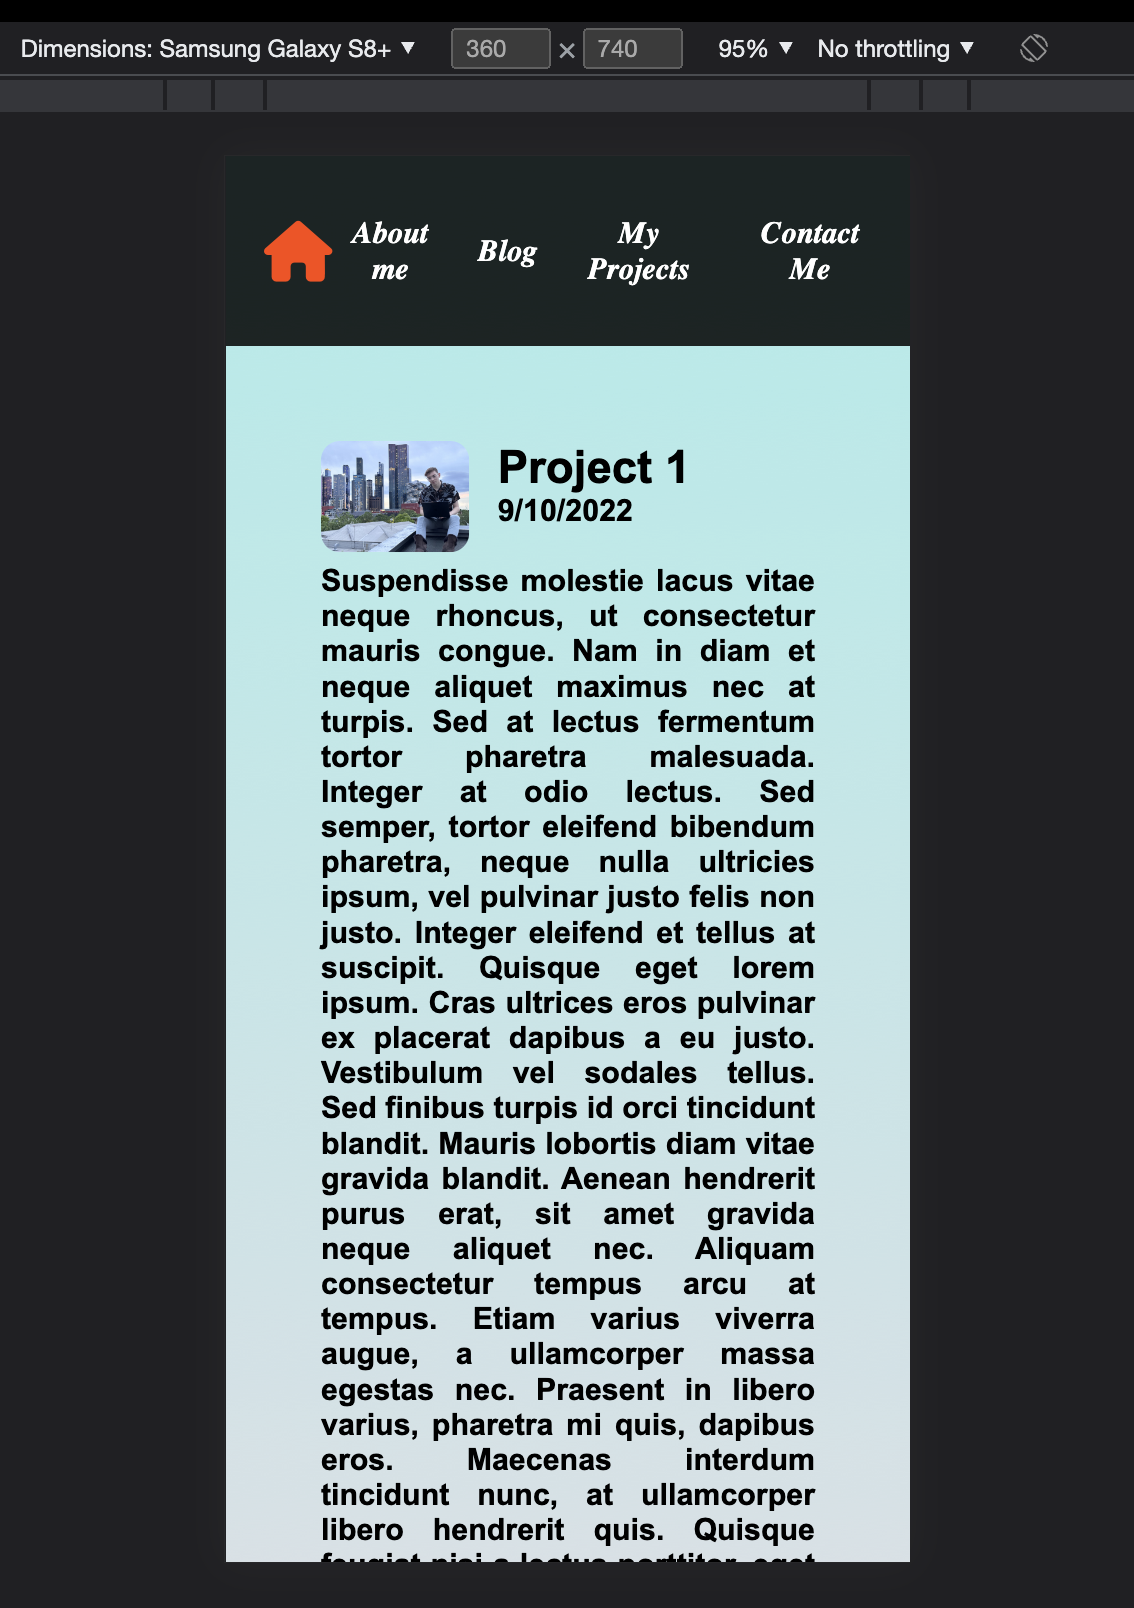 Dimensions: Samsung Galaxy S8+ ▼ 360 × 740 95% ▼ No throttling ▼
About me
Blog
My Projects
Contact Me
Project 1
9/10/2022
Suspendisse molestie lacus vitae
neque rhoncus, ut consectetur
mauris congue. Nam in diam et
neque aliquet maximus nec at
turpis. Sed at lectus fermentum
tortor pharetra malesuada.
Integer at odio lectus. Sed
semper, tortor eleifend bibendum
pharetra, neque nulla ultricies
ipsum, vel pulvinar justo felis non
justo. Integer eleifend et tellus at
suscipit. Quisque eget lorem
ipsum. Cras ultrices eros pulvinar
ex placerat dapibus a eu justo.
Vestibulum vel sodales tellus.
Sed finibus turpis id orci tincidunt
blandit. Mauris lobortis diam vitae
gravida blandit. Aenean hendrerit
purus erat, sit amet gravida
neque aliquet nec. Aliquam
consectetur tempus arcu at
tempus. Etiam varius viverra
augue, a ullamcorper massa
egestas nec. Praesent in libero
varius, pharetra mi quis, dapibus
eros. Maecenas interdum
tincidunt nunc, at ullamcorper
libero hendrerit quis. Quisque